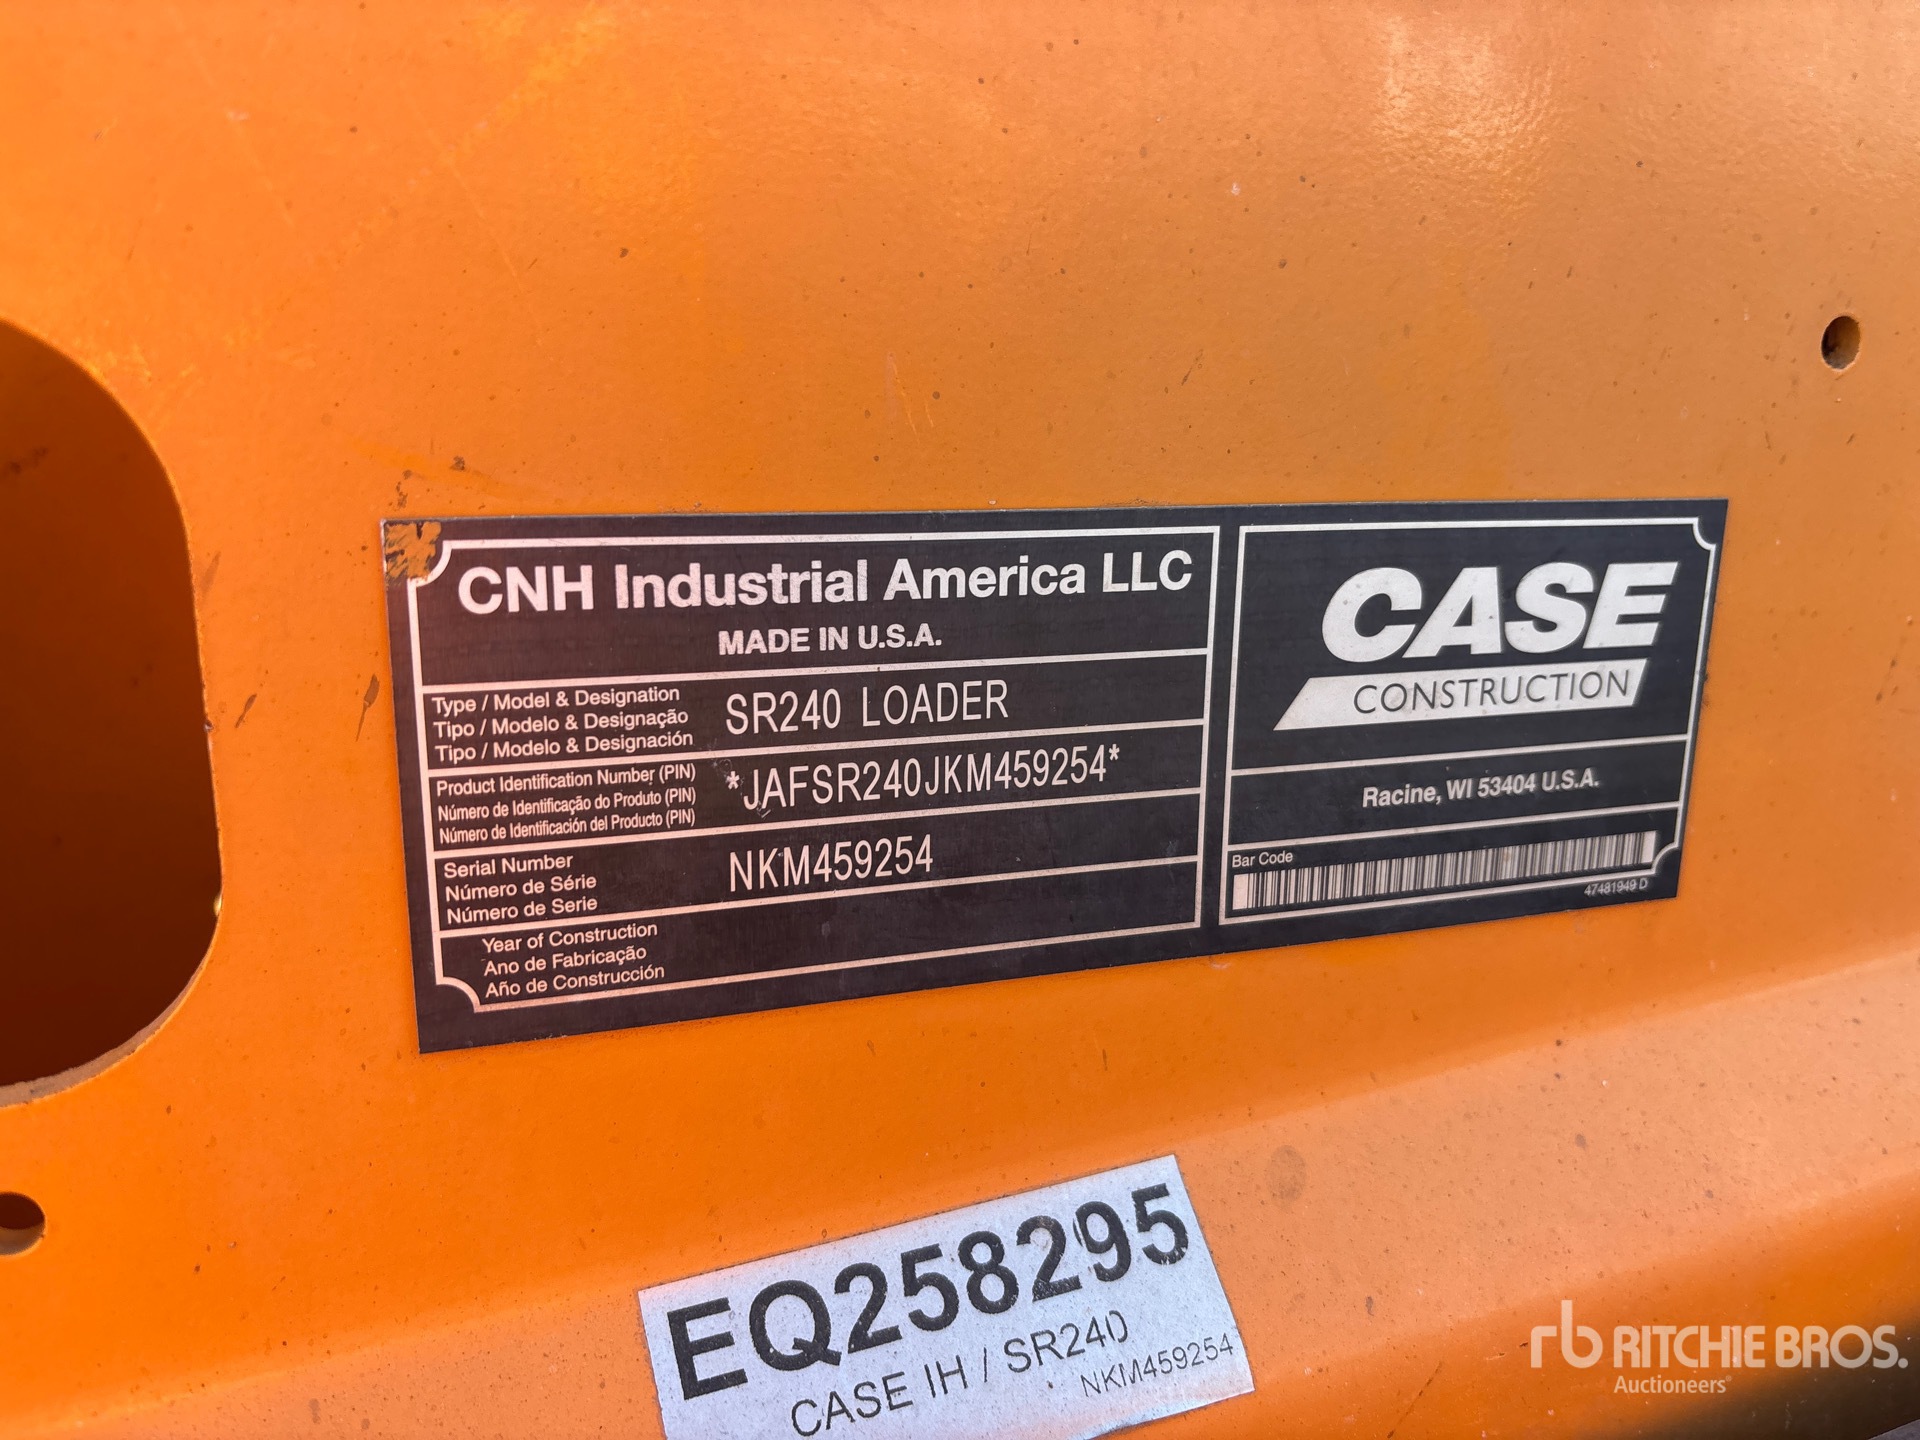 CNH Industrial America LLC
MADE IN U.S.A.
Type / Model & Designation
Tipo / Modelo & Designação
Tipo / Modelo & Designación
SR240 LOADER
Product Identification Number (PIN)
Número de Identificação do Produto (PIN)
Número de Identificación del Producto (PIN)
*JAFSR240JKM459254*
Serial Number
Número de Série
Número de Serie
NKM459254
Year of Construction
Ano de Fabricação
Año de Construcción
CASE
CONSTRUCTION
Racine, WI 53404 U.S.A.
Bar Code
47481949 D
EQ258295
CASE IH / SR240
NKM459254
rb RITCHIE BROS.
Auctioneers